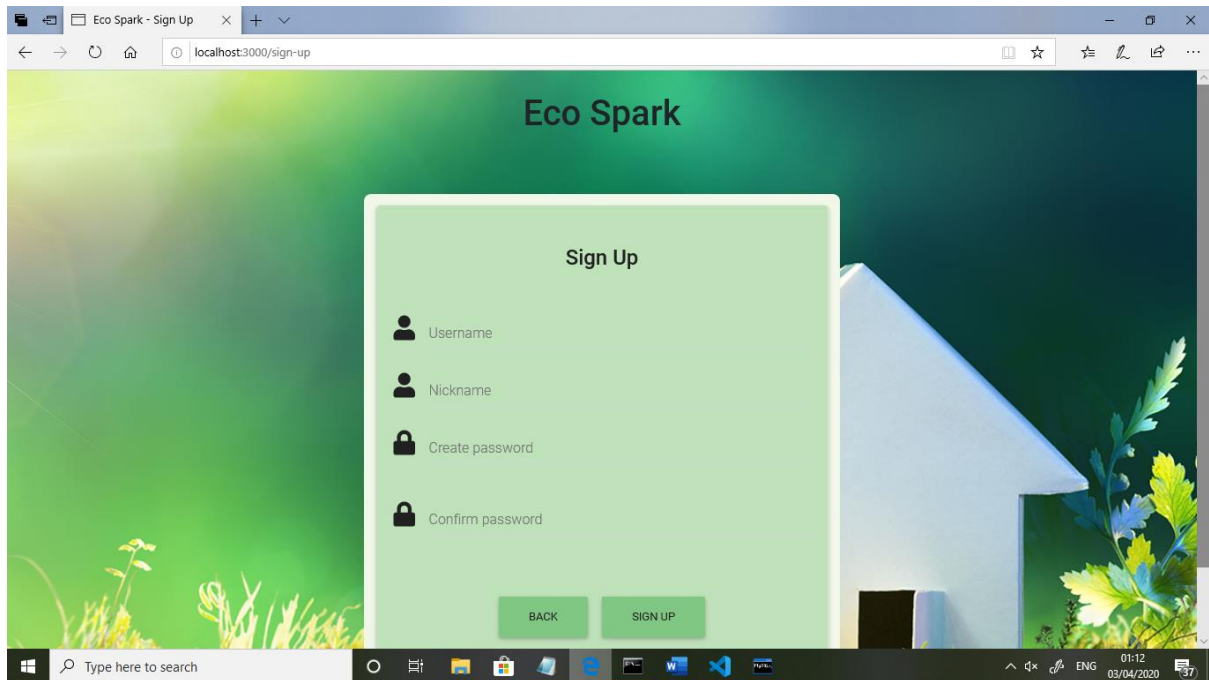 Eco Spark - Sign Up
localhost:3000/sign-up
Eco Spark
Sign Up
Username
Nickname
Create password
Confirm password
BACK
SIGN UP
Type here to search
ENG
01:12
03/04/2020
37